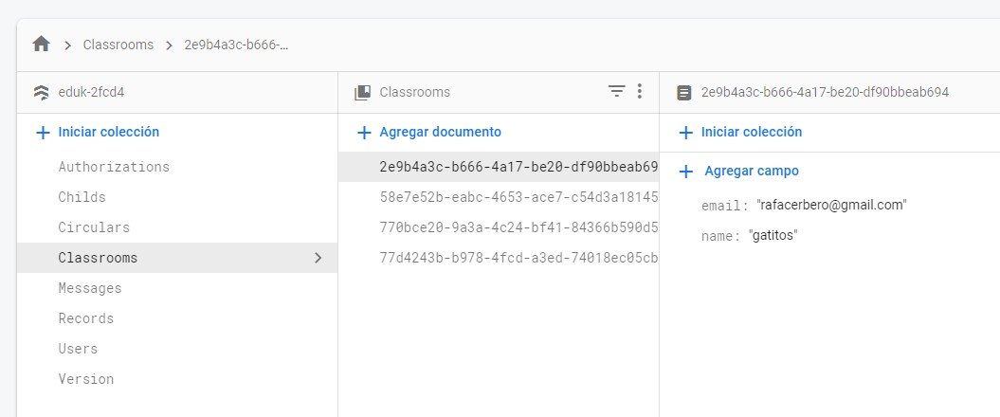 Classrooms
2e9b4a3c-b666-...
eduk-2fcd4
Iniciar colección
Authorizations
Childs
Circulars
Classrooms
Messages
Records
Users
Version
Classrooms
Agregar documento
2e9b4a3c-b666-4a17-be20-df90bbeab69
58e7e52b-eabc-4653-ace7-c54d3a18145
770bce20-9a3a-4c24-bf41-84366b590d5
77d4243b-b978-4fcd-a3ed-74018ec05cb
2e9b4a3c-b666-4a17-be20-df90bbeab694
Iniciar colección
Agregar campo
email: "rafacerbero@gmail.com"
name: "gatitos"